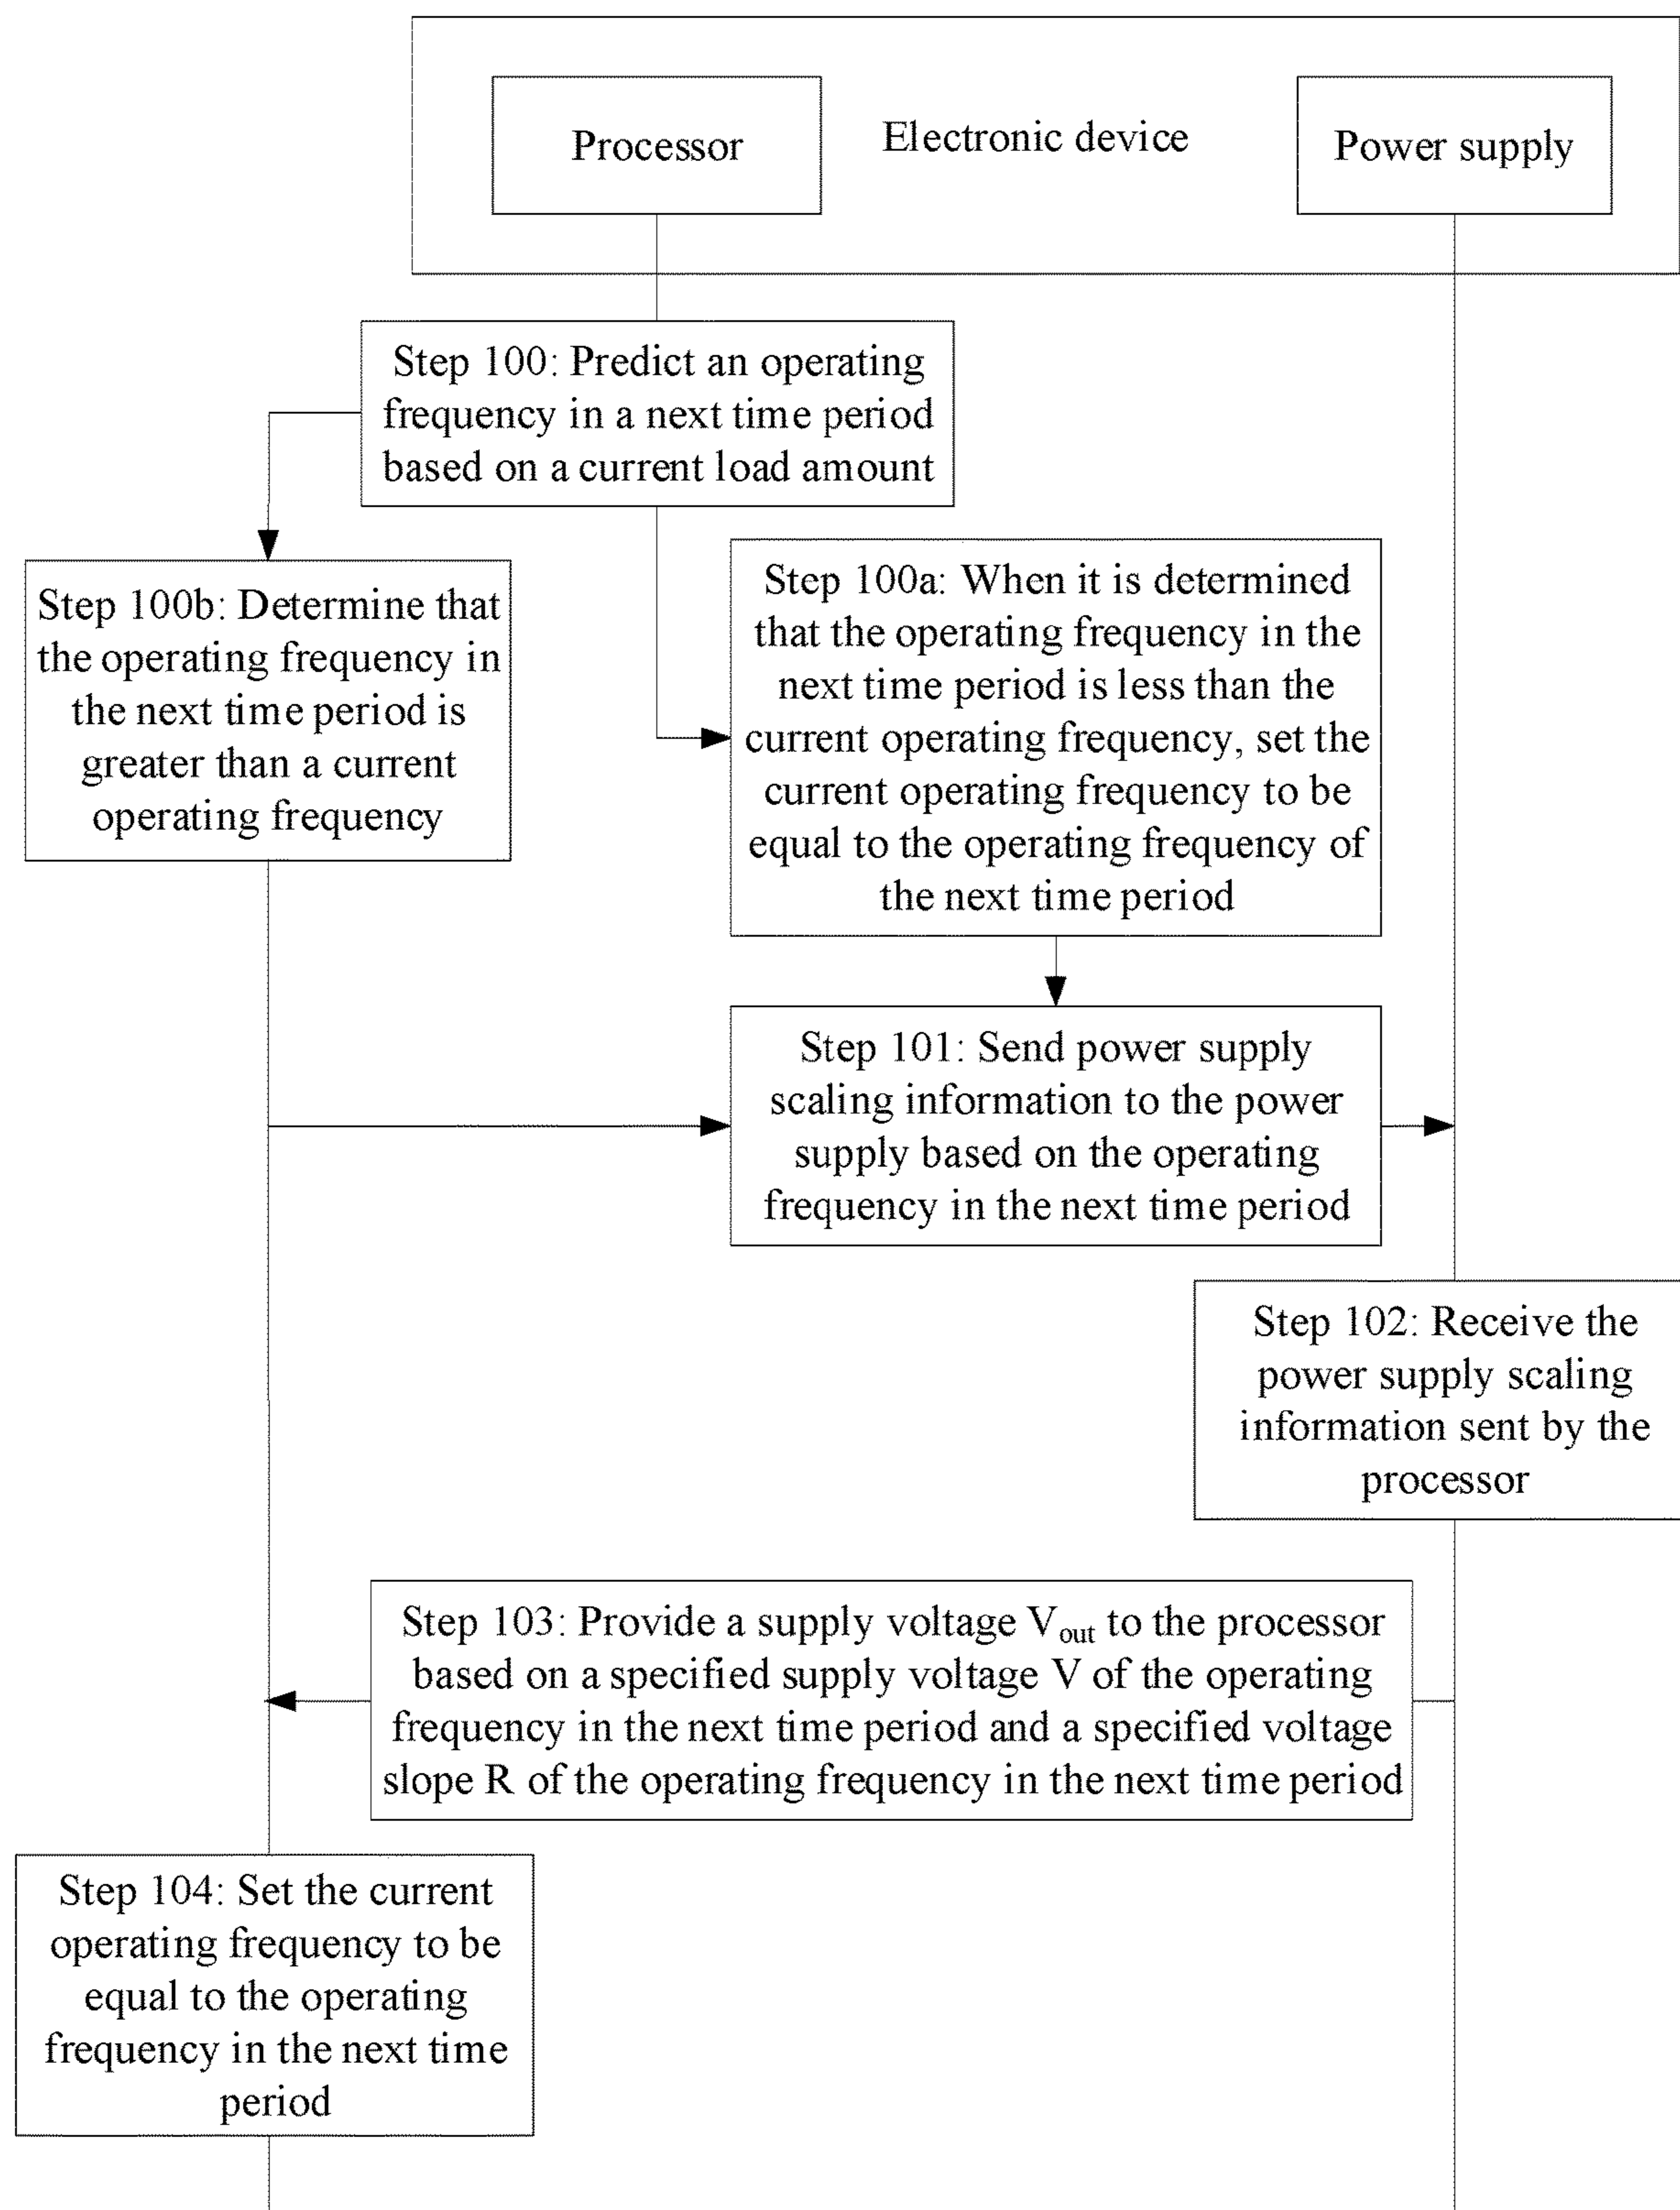 Processor
Electronic device
Power supply
Step 100: Predict an operating
frequency in a next time period
based on a current load amount
Step 100b: Determine that
the operating frequency in
the next time period is
greater than a current
operating frequency
Step 100a: When it is determined
that the operating frequency in the
next time period is less than the
current operating frequency, set the
current operating frequency to be
equal to the operating frequency of
the next time period
Step 101: Send power supply
scaling information to the power
supply based on the operating
frequency in the next time period
Step 102: Receive the
power supply scaling
information sent by the
processor
Step 103: Provide a supply voltage Vout to the processor
based on a specified supply voltage V of the operating
frequency in the next time period and a specified voltage
slope R of the operating frequency in the next time period
Step 104: Set the current
operating frequency to be
equal to the operating
frequency in the next time
period